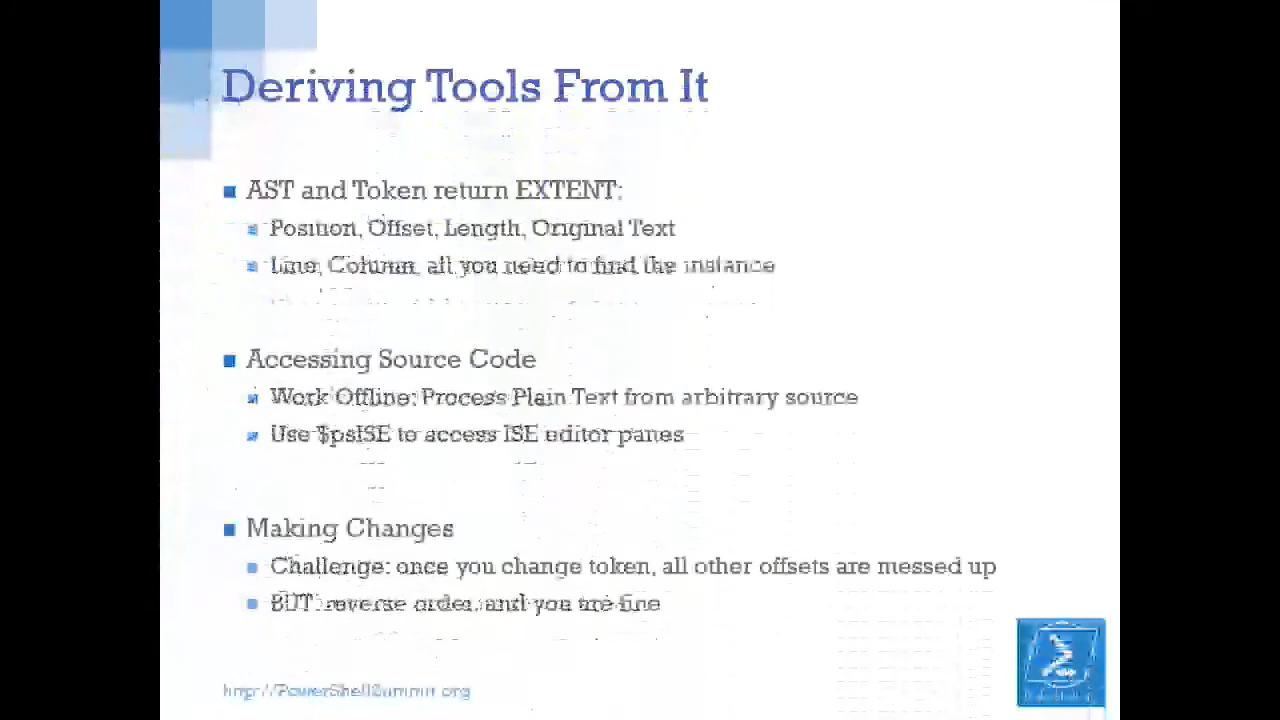 Deriving Tools From It
AST and Token return EXTENT:
Position, Offset, Length, Original Text
Line, Column, all you need to find the instance
Accessing Source Code
Work Offline: Process Plain Text from arbitrary source
Use $psISE to access ISE editor panes
Making Changes
Challenge: once you change token, all other offsets are messed up
BUT: reverse order, and you are fine
http://PowerShellSummit.org